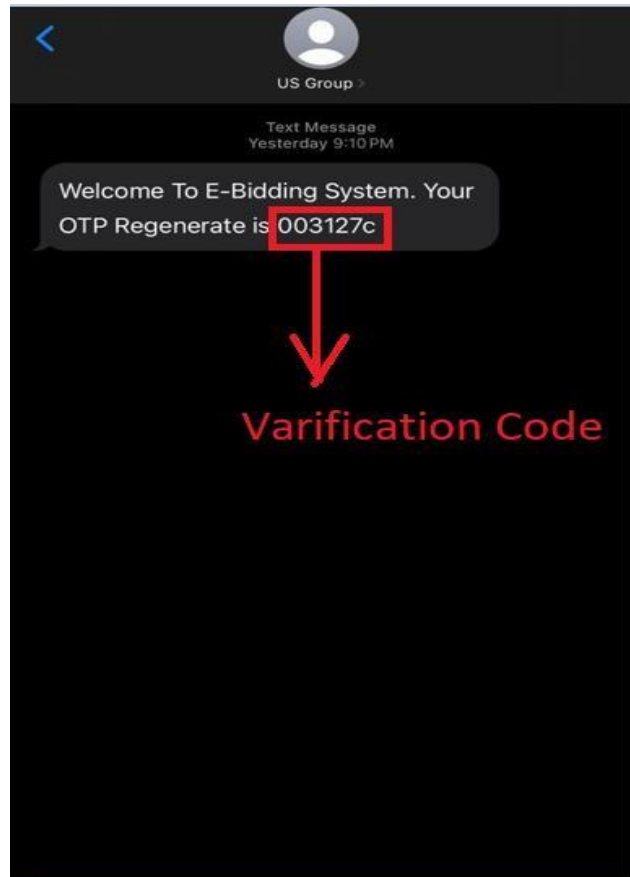 US Group
Text Message
Yesterday 9:10 PM
Welcome To E-Bidding System. Your
OTP Regenerate is 003127c
Varification Code